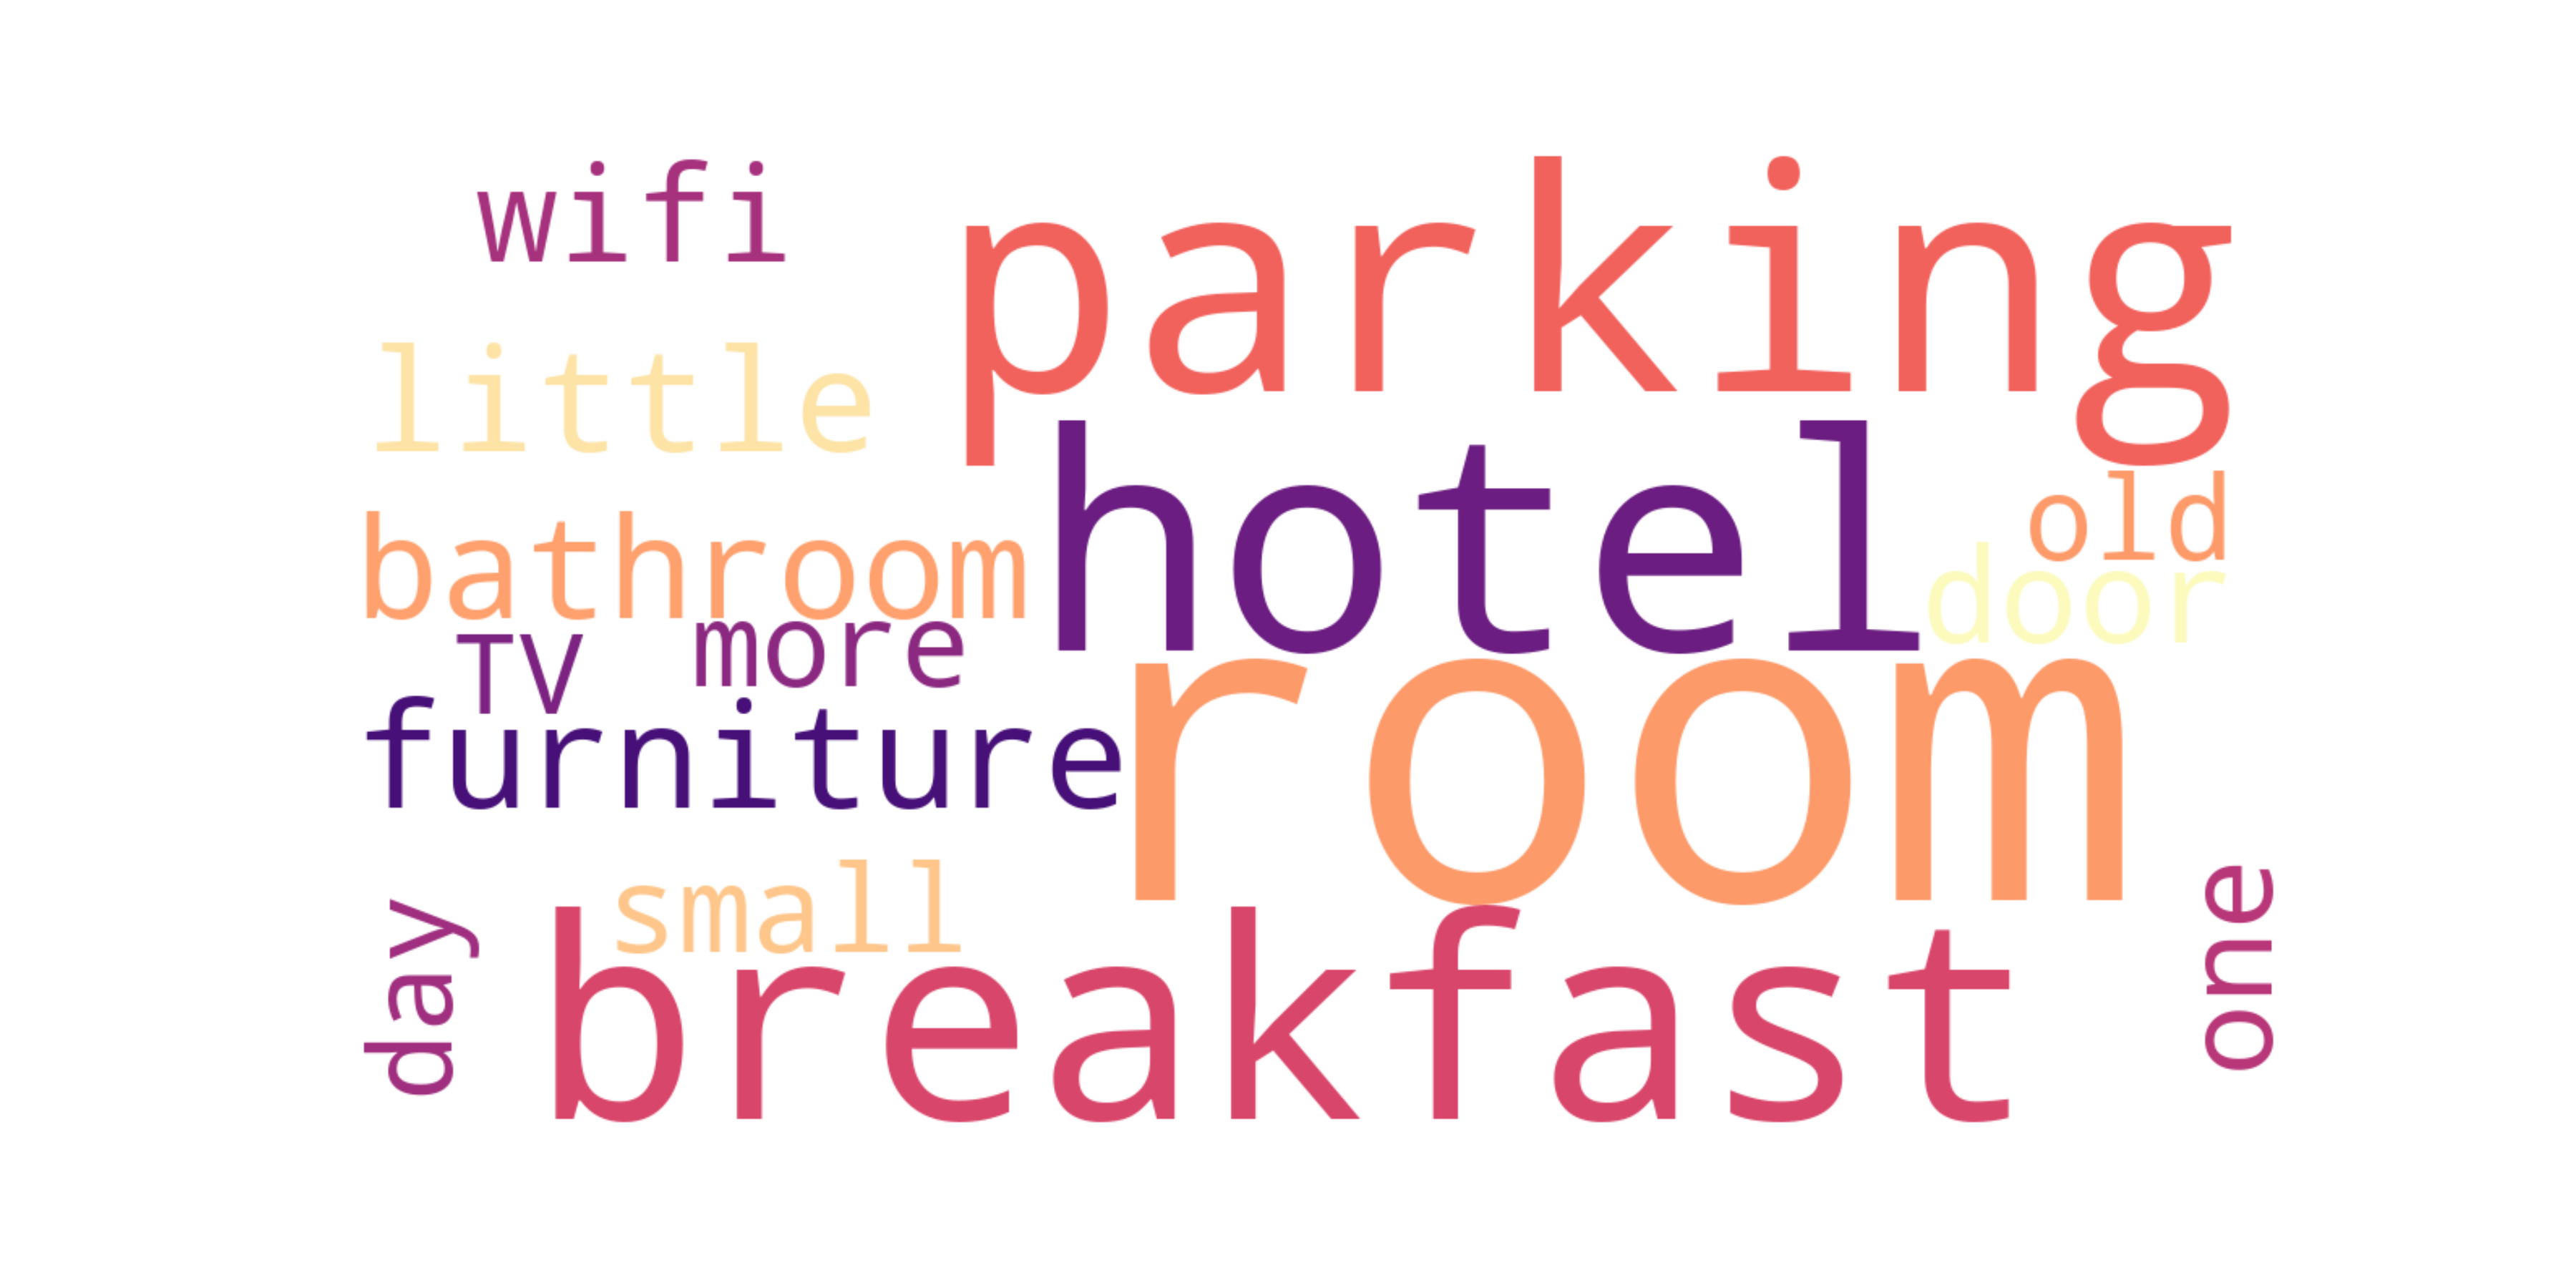 wifi
parking
little
hotel
old
bathroom
door
more
TV
room
furniture
small
one
day
breakfast